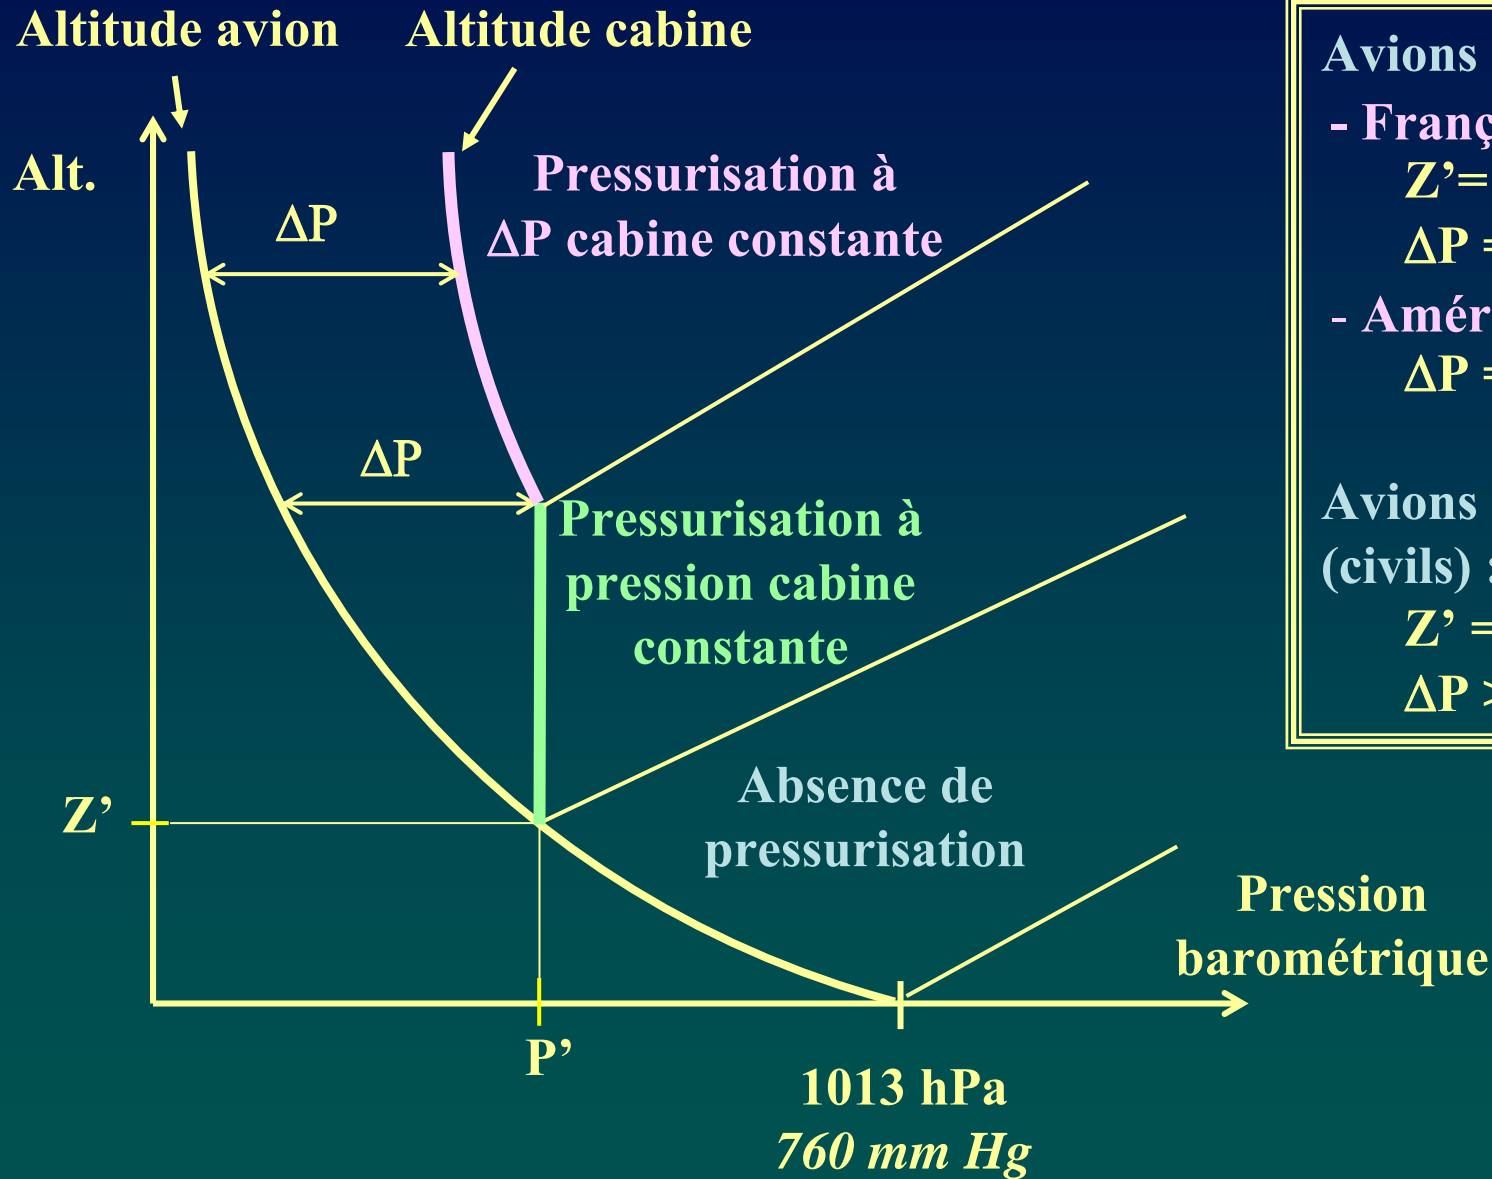 Altitude avion
Altitude cabine
Alt.
Pressurisation à
ΔP cabine constante
ΔP
ΔP
Pressurisation à
pression cabine
constante
Z’
Absence de
pressurisation
Pression
barométrique
P’
1013 hPa
760 mm Hg
Avions
- Franç
Z’=
ΔP =
- Amér
ΔP =
Avions
(civils) :
Z’ =
ΔP >